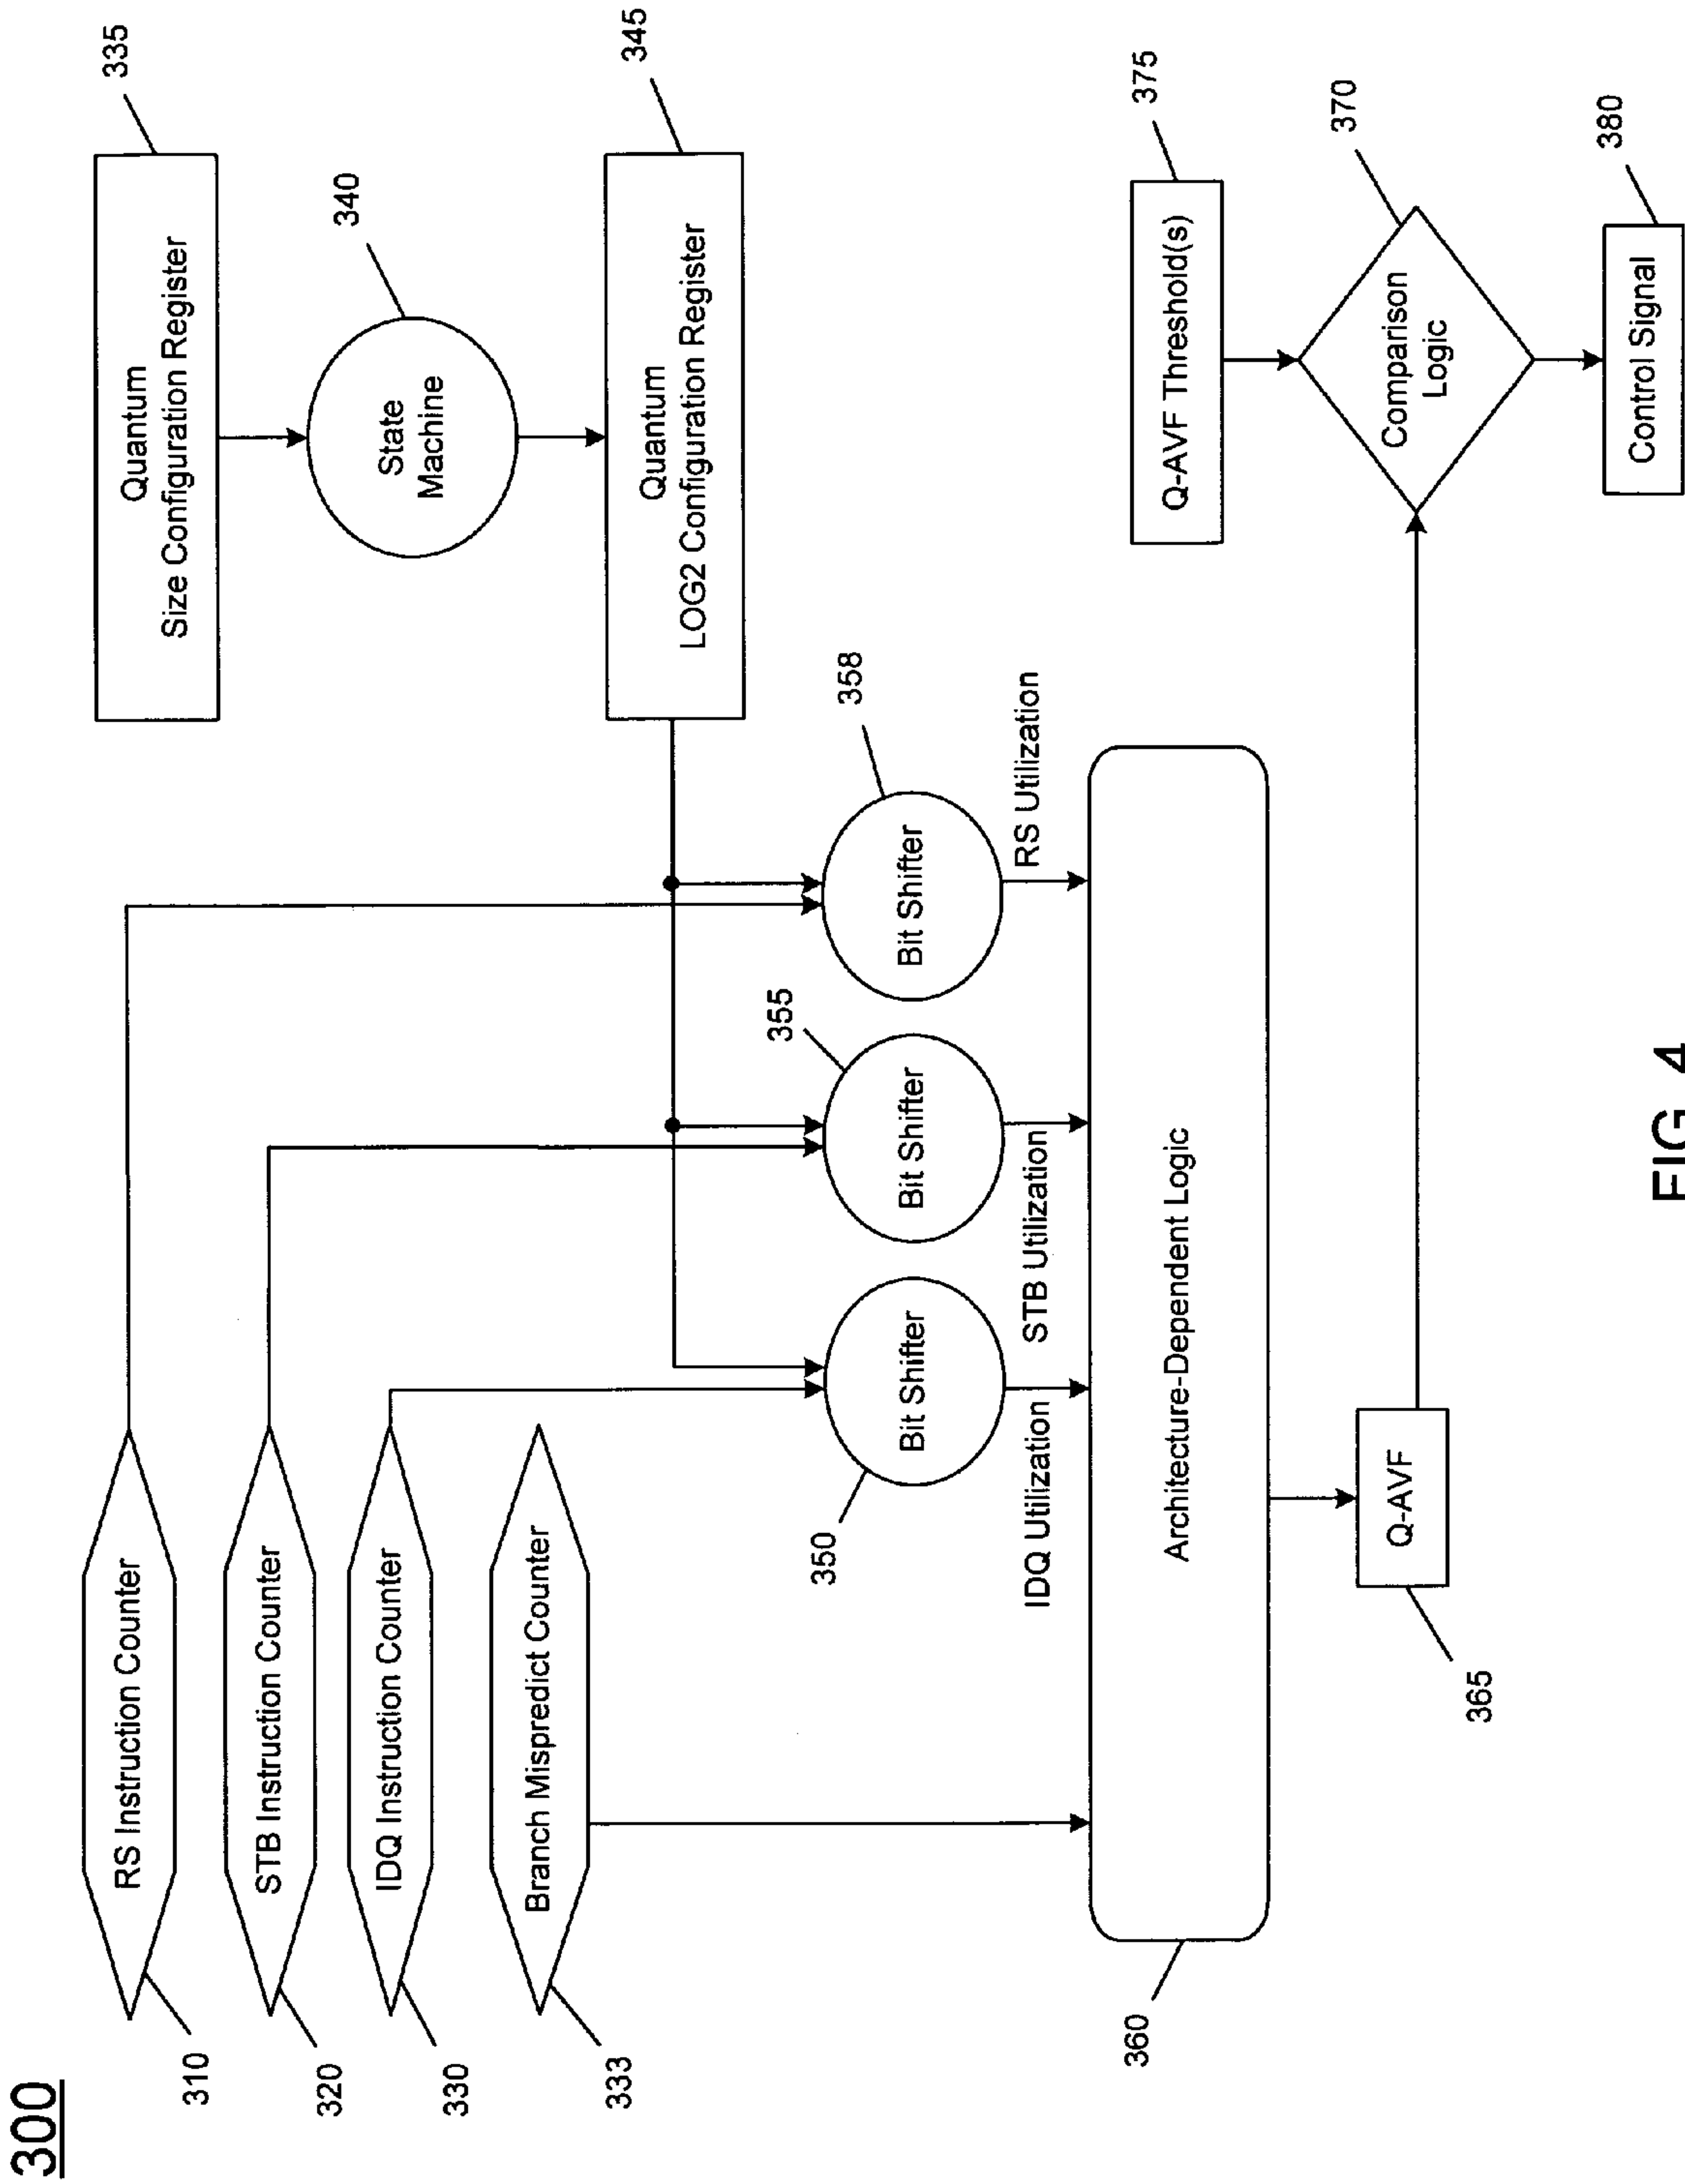 300
RS Instruction Counter
310
STB Instruction Counter
320
IDQ Instruction Counter
330
Branch Mispredict Counter
333
Quantum
Size Configuration Register
335
State
Machine
340
Quantum
LOG2 Configuration Register
345
Bit Shifter
350
Bit Shifter
355
Bit Shifter
358
IDQ Utilization
STB Utilization
RS Utilization
Architecture-Dependent Logic
360
Q-AVF
365
Q-AVF Threshold(s)
375
Comparison
Logic
370
Control Signal
380
FIG. 4